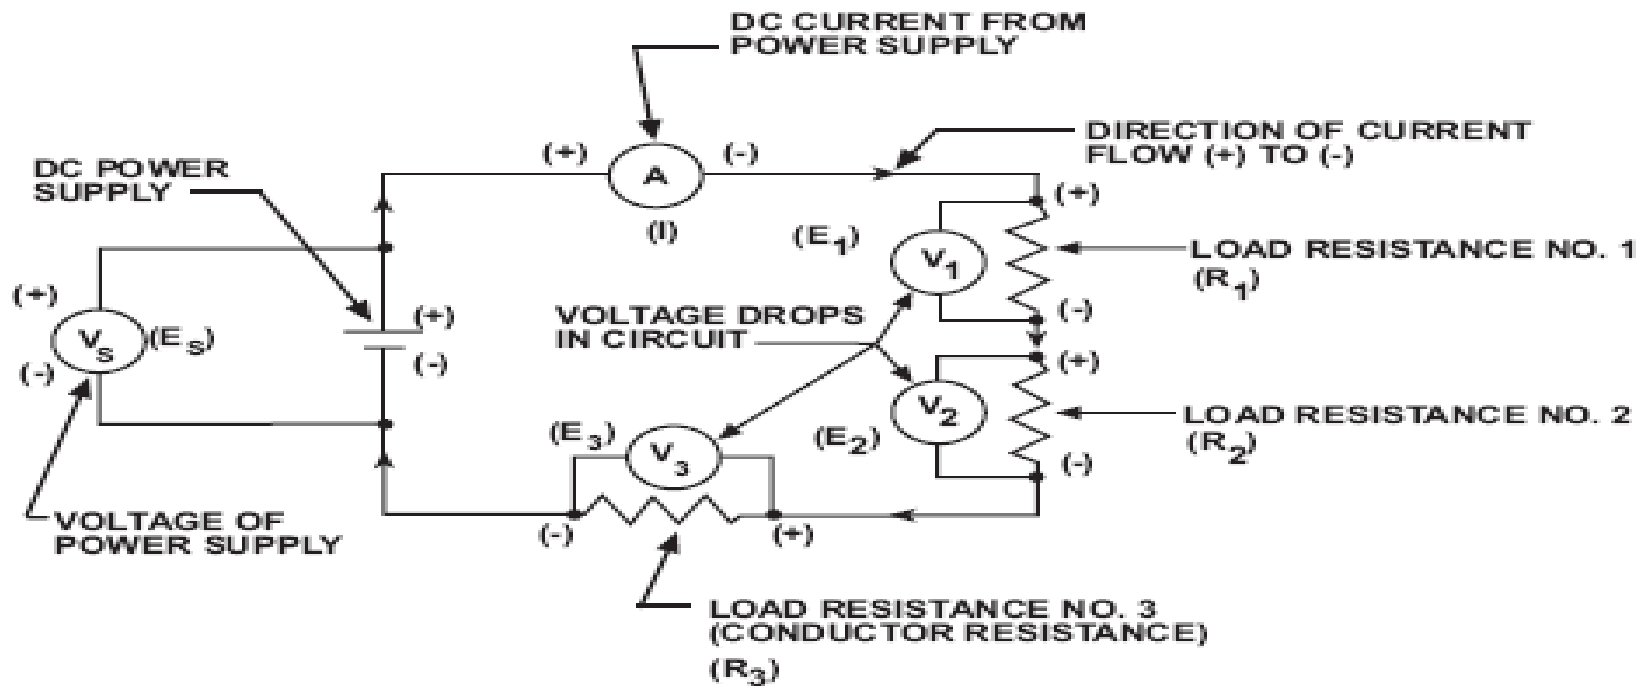 DC CURRENT FROM
POWER SUPPLY
DIRECTION OF CURRENT
FLOW (+) TO (-)
DC POWER
SUPPLY
(+)
A
(-)
(I)
(+)
(E1)
V1
LOAD RESISTANCE NO. 1
(R1)
(-)
(+)
VS
(ES)
(-)
(+)
(-)
VOLTAGE DROPS
IN CIRCUIT
(+)
V2
(E2)
LOAD RESISTANCE NO. 2
(R2)
(-)
(E3)
V3
(-)
(+)
VOLTAGE OF
POWER SUPPLY
LOAD RESISTANCE NO. 3
(CONDUCTOR RESISTANCE)
(R3)